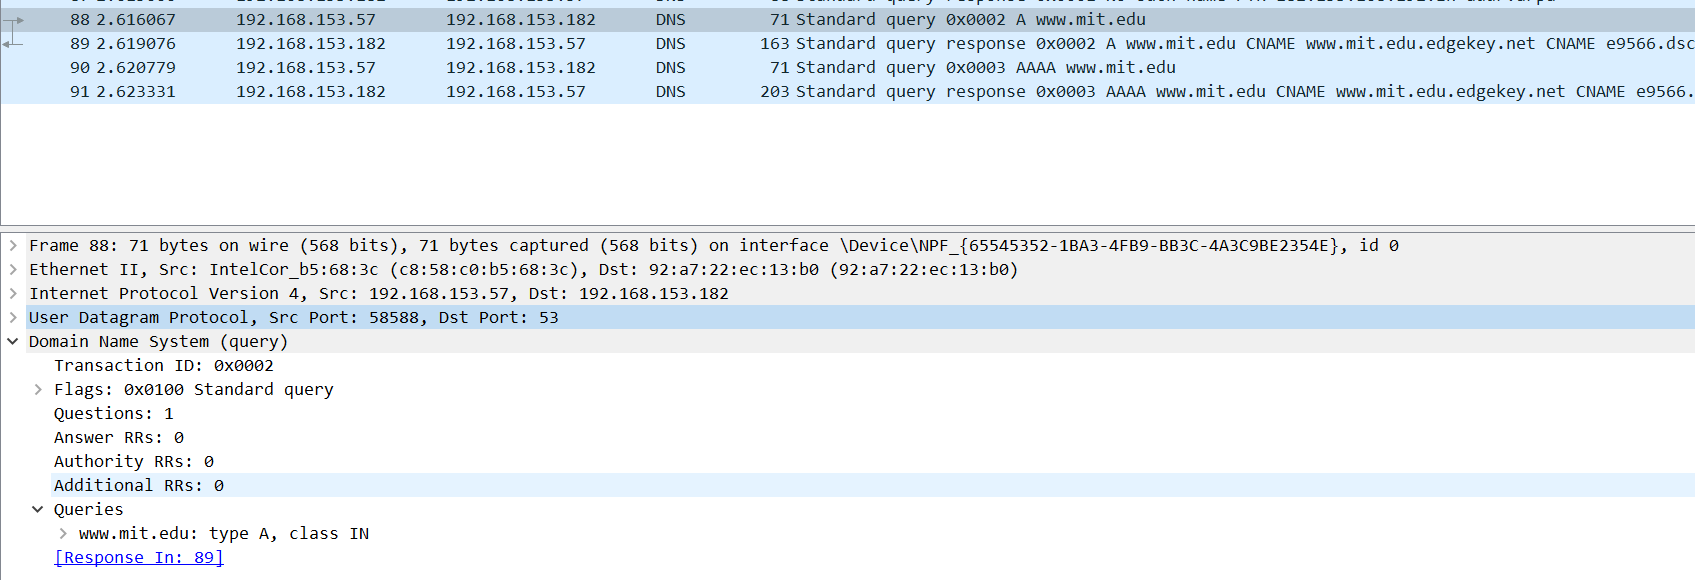 88 2.616067 192.168.153.57 192.168.153.182 DNS 71 Standard query 0x0002 A www.mit.edu
89 2.619076 192.168.153.182 192.168.153.57 DNS 163 Standard query response 0x0002 A www.mit.edu CNAME www.mit.edu.edgekey.net CNAME e9566.dsc
90 2.620779 192.168.153.57 192.168.153.182 DNS 71 Standard query 0x0003 AAAA www.mit.edu
91 2.623331 192.168.153.182 192.168.153.57 DNS 203 Standard query response 0x0003 AAAA www.mit.edu CNAME www.mit.edu.edgekey.net CNAME e9566.
Frame 88: 71 bytes on wire (568 bits), 71 bytes captured (568 bits) on interface \Device\NPF_{65545352-1BA3-4FB9-BB3C-4A3C9BE2354E}, id 0
Ethernet II, Src: IntelCor_b5:68:3c (c8:58:c0:b5:68:3c), Dst: 92:a7:22:ec:13:b0 (92:a7:22:ec:13:b0)
Internet Protocol Version 4, Src: 192.168.153.57, Dst: 192.168.153.182
User Datagram Protocol, Src Port: 58588, Dst Port: 53
Domain Name System (query)
Transaction ID: 0x0002
Flags: 0x0100 Standard query
Questions: 1
Answer RRs: 0
Authority RRs: 0
Additional RRs: 0
Queries
www.mit.edu: type A, class IN
[Response In: 89]